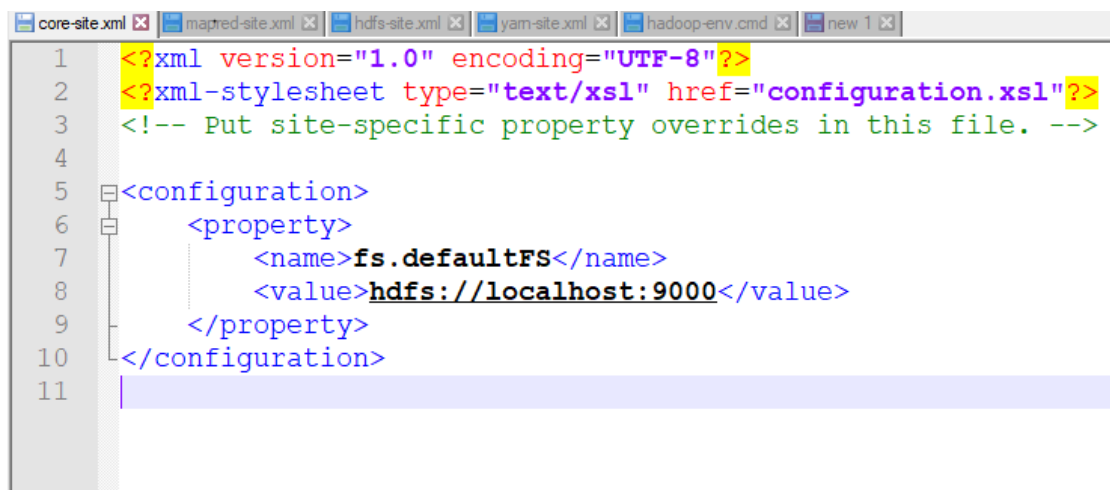 core-site.xml mapred-site.xml hdfs-site.xml yarn-site.xml hadoop-env.cmd new 1
1 <?xml version="1.0" encoding="UTF-8"?>
2 <?xml-stylesheet type="text/xsl" href="configuration.xsl"?>
3 <!-- Put site-specific property overrides in this file. -->
4
5 <configuration>
6 <property>
7 <name>fs.defaultFS</name>
8 <value>hdfs://localhost:9000</value>
9 </property>
10 </configuration>
11